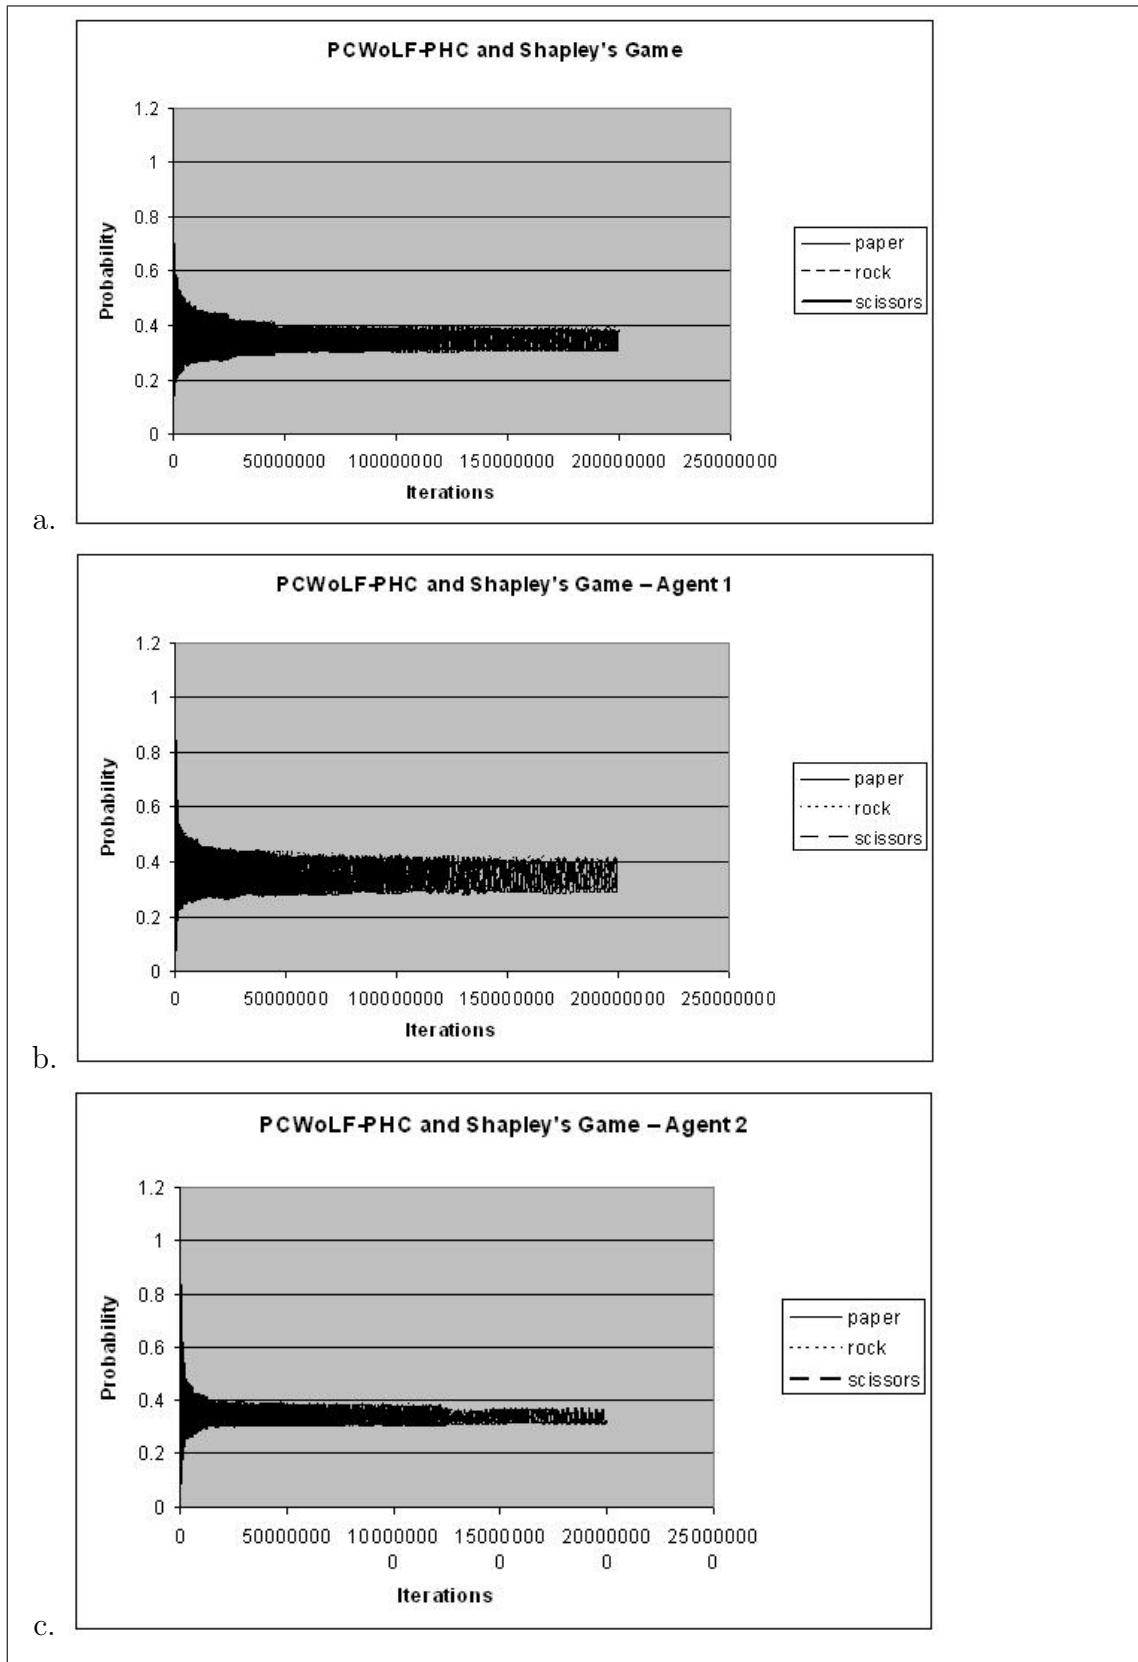 PCWoLF-PHC and Shapley's Game
1.2
1
0.8
0.6
0.4
0.2
0
Probability
0 50000000 100000000 150000000 200000000 250000000
Iterations
paper
rock
scissors
a.
PCWoLF-PHC and Shapley's Game – Agent 1
1.2
1
0.8
0.6
0.4
0.2
0
Probability
0 50000000 100000000 150000000 200000000 250000000
Iterations
paper
rock
scissors
b.
PCWoLF-PHC and Shapley's Game – Agent 2
1.2
1
0.8
0.6
0.4
0.2
0
Probability
0 50000000 10000000 15000000 20000000 25000000
0 0 0 0
Iterations
paper
rock
scissors
c.